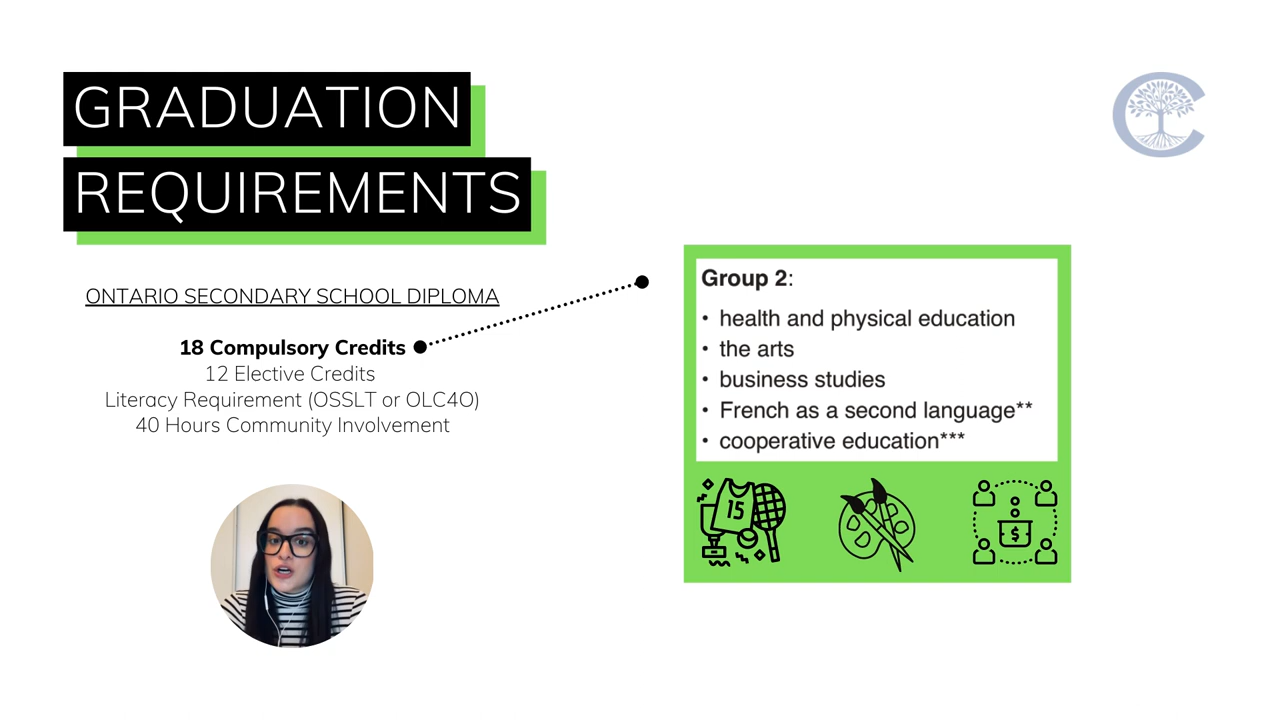 GRADUATION
REQUIREMENTS
ONTARIO SECONDARY SCHOOL DIPLOMA
18 Compulsory Credits
12 Elective Credits
Literacy Requirement (OSSLT or OLC4O)
40 Hours Community Involvement
Group 2:
• health and physical education
• the arts
• business studies
• French as a second language**
• cooperative education***
15
$
C